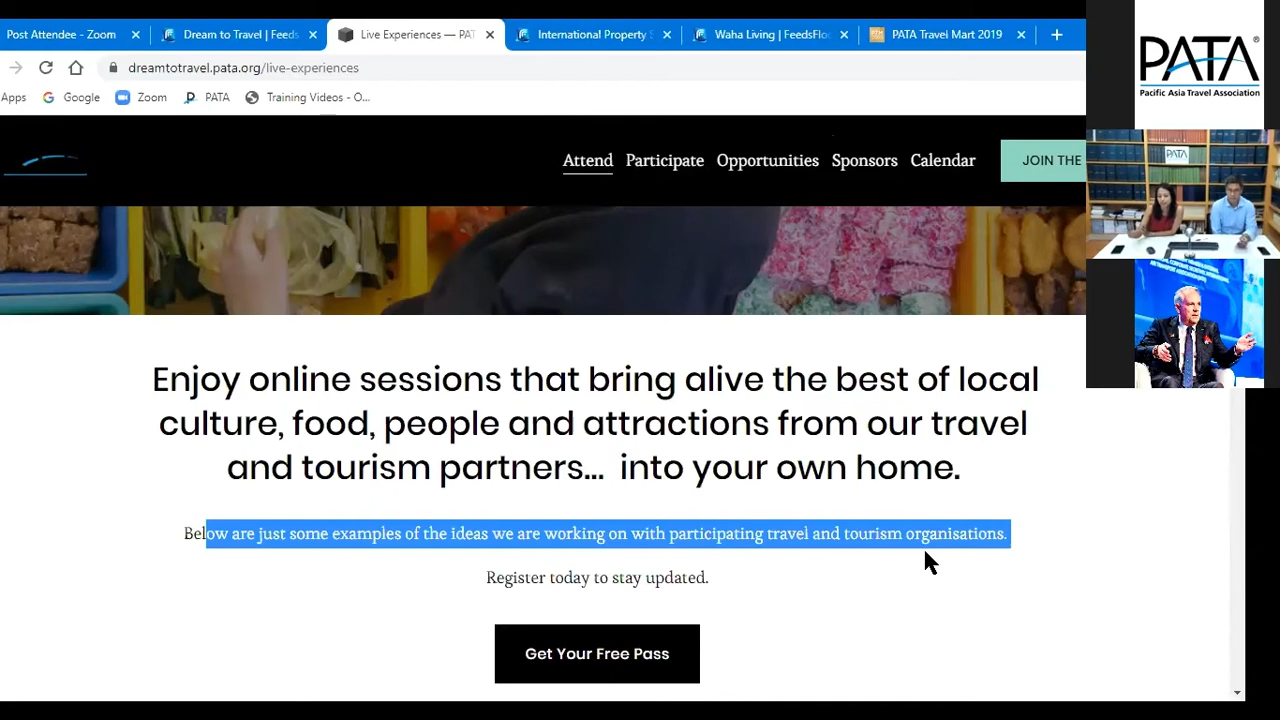 Post Attendee - Zoom
Dream to Travel | Feeds
Live Experiences — PAT
International Property S
Waha Living | FeedsFloo
PATA Travel Mart 2019
dreamtotravel.pata.org/live-experiences
Apps
Google
Zoom
PATA
Training Videos - O...
Attend
Participate
Opportunities
Sponsors
Calendar
JOIN THE
Enjoy online sessions that bring alive the best of local
culture, food, people and attractions from our travel
and tourism partners... into your own home.
Below are just some examples of the ideas we are working on with participating travel and tourism organisations.
Register today to stay updated.
Get Your Free Pass
PATA®
Pacific Asia Travel Association
PATA